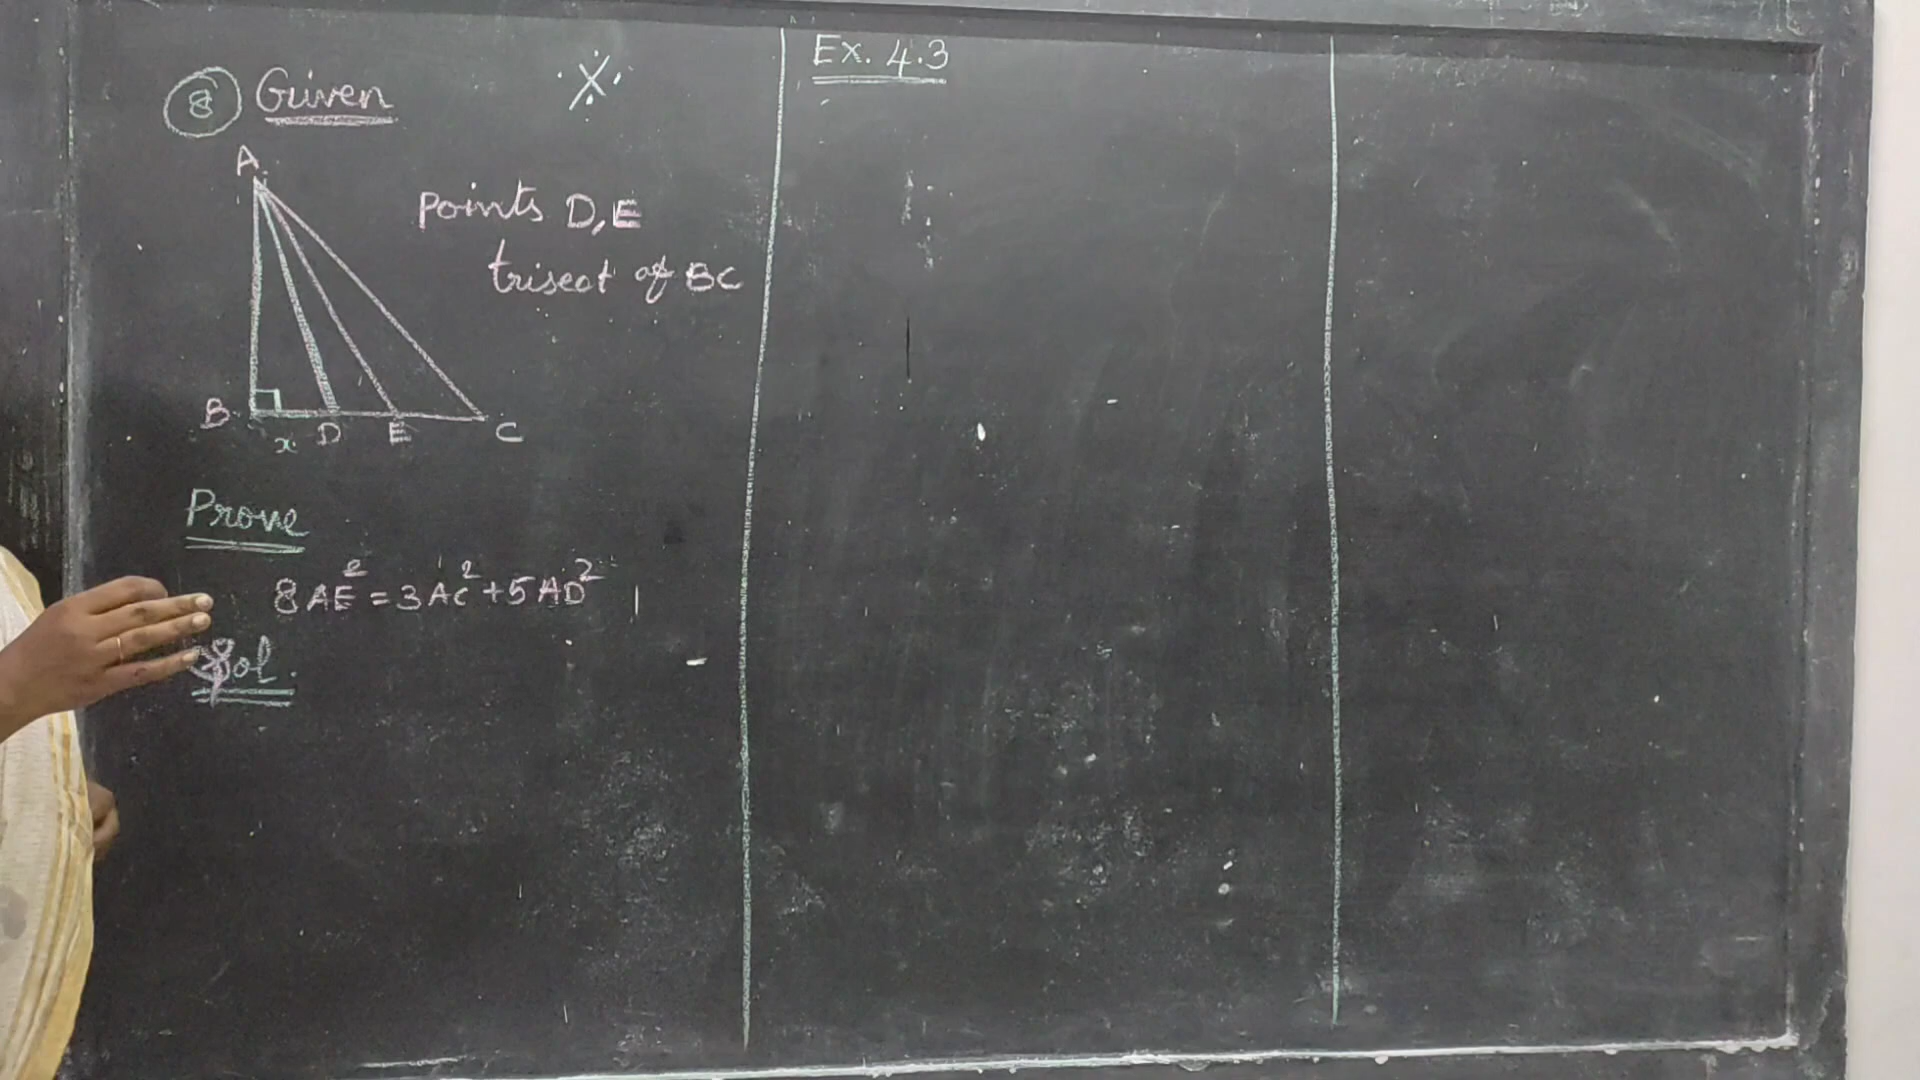 8 Given
A
Points D, E
trisect of BC
B x D E C
Prove
8AE² = 3AC² + 5AD²
Sol.
Ex. 4.3